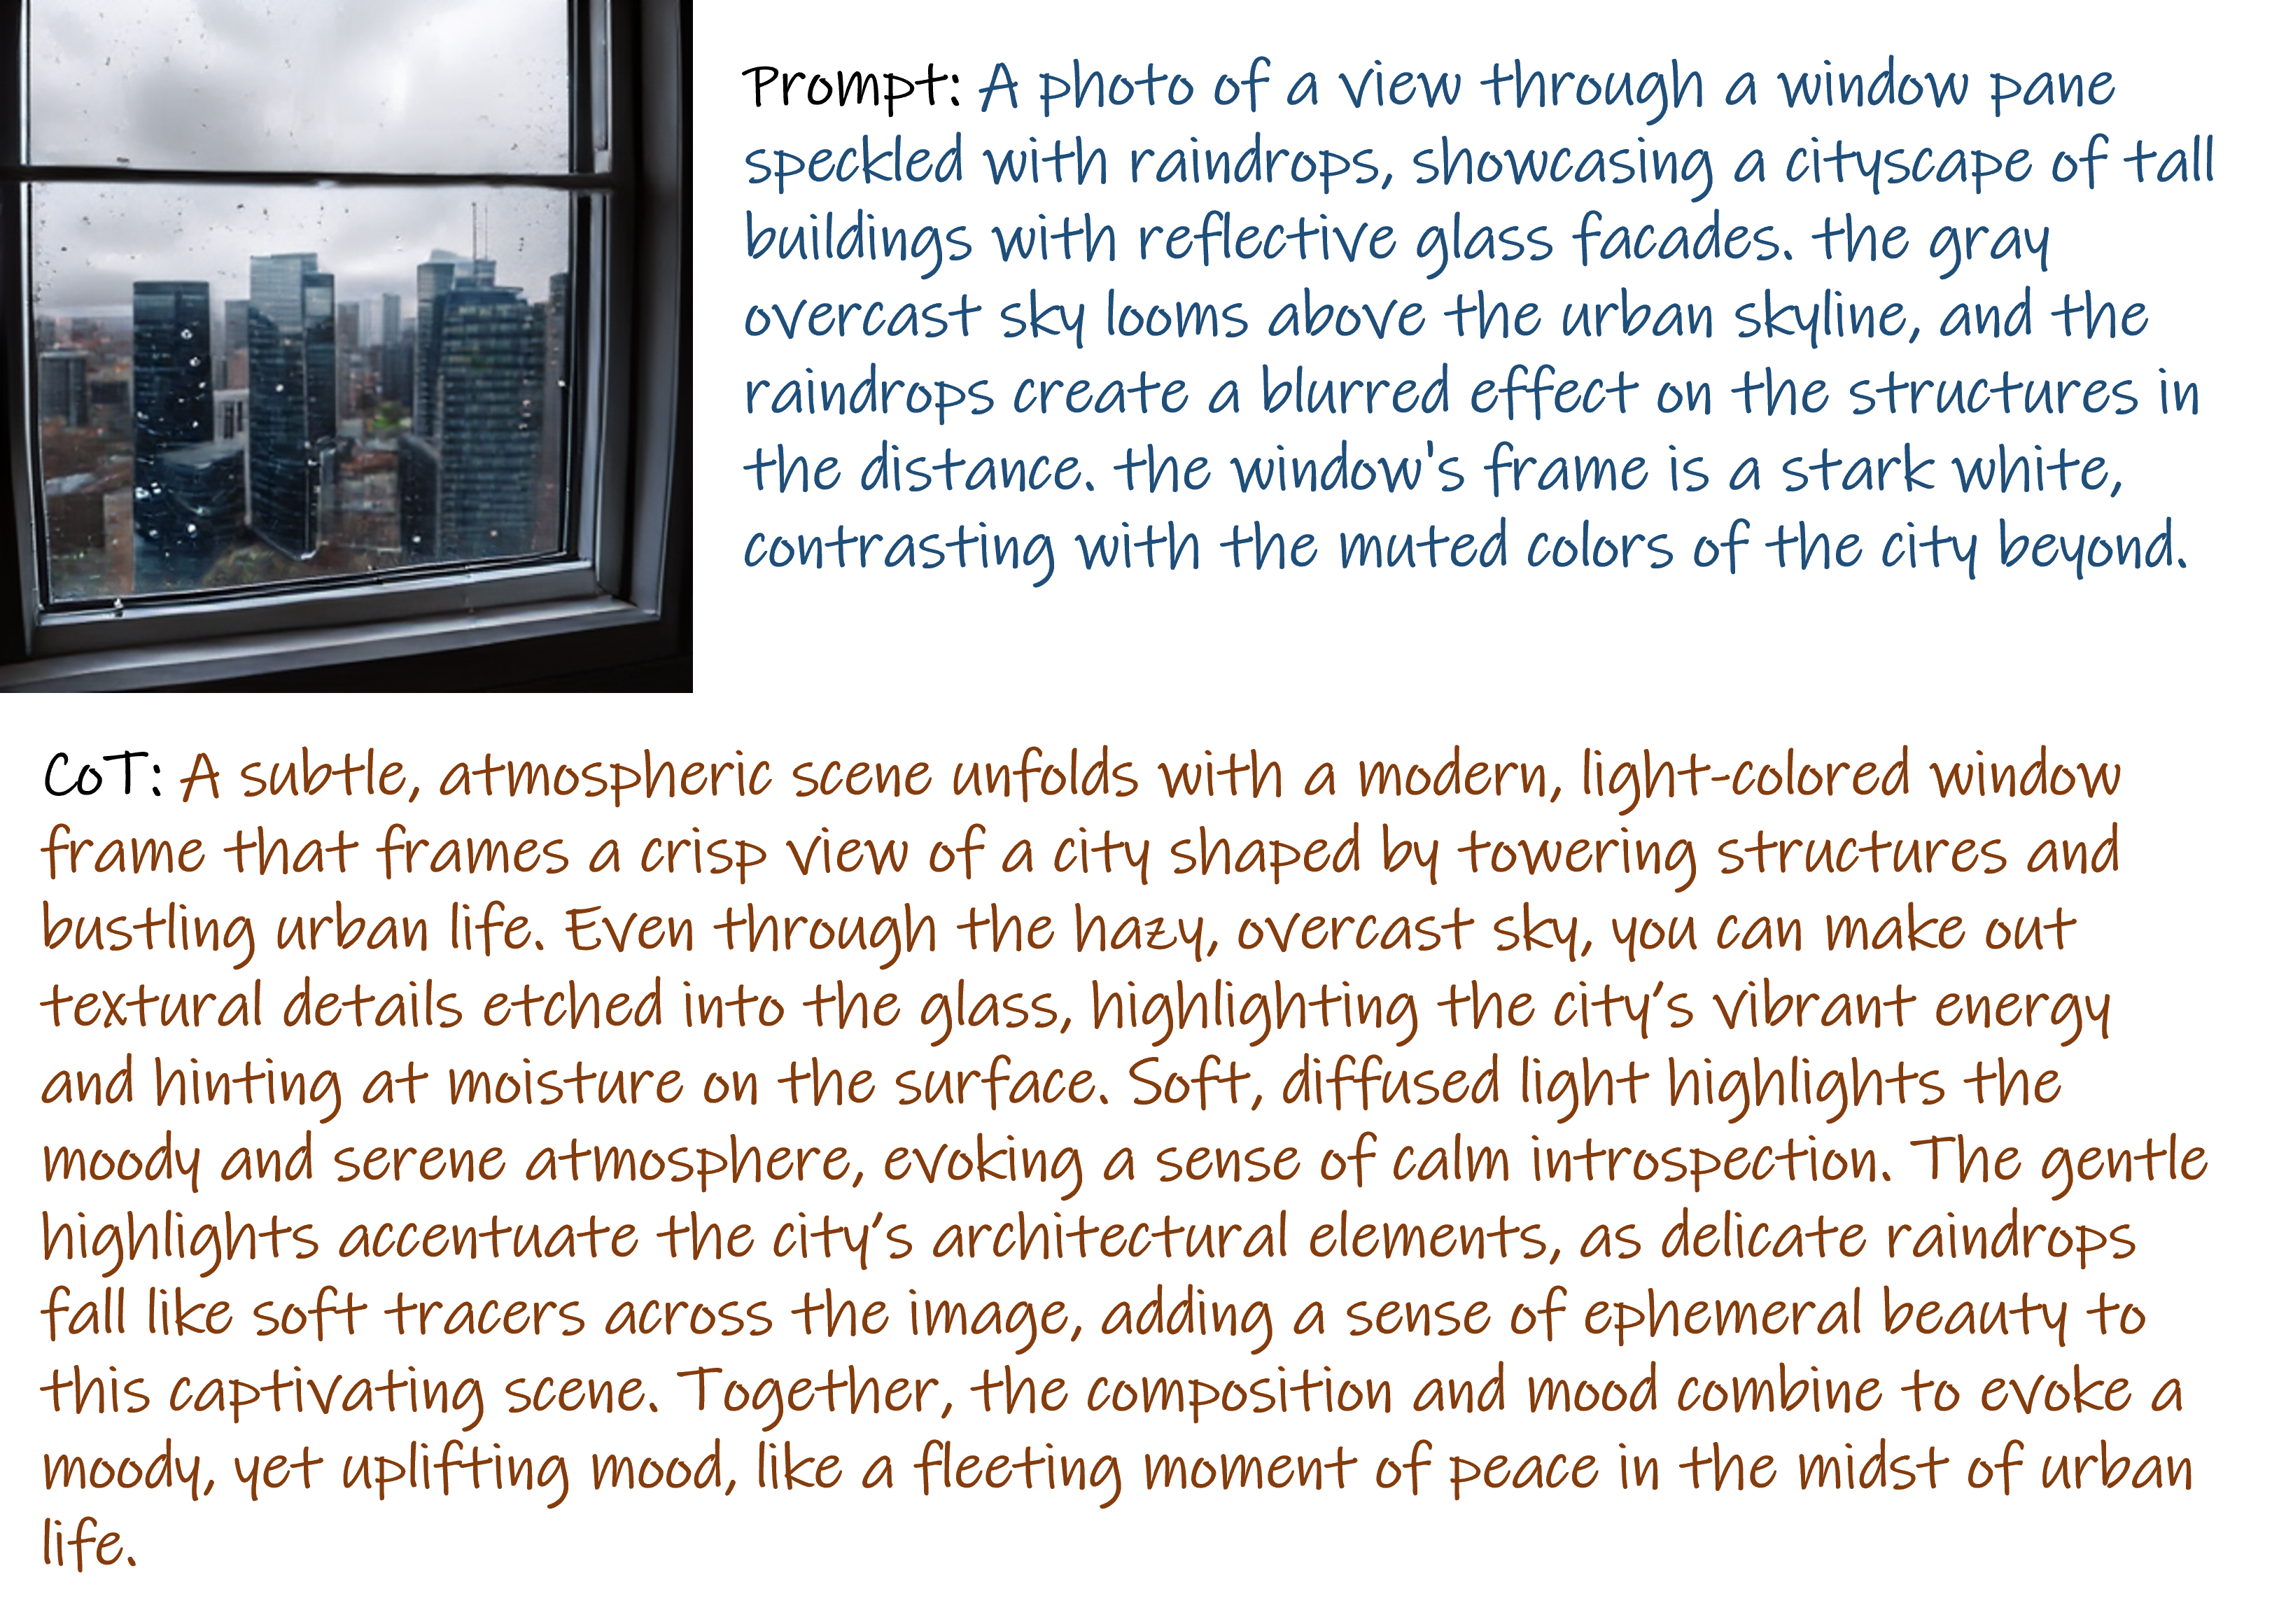 Prompt: A photo of a view through a window pane
speckled with raindrops, showcasing a cityscape of tall
buildings with reflective glass facades. the gray
overcast sky looms above the urban skyline, and the
raindrops create a blurred effect on the structures in
the distance. the window's frame is a stark white,
contrasting with the muted colors of the city beyond.
CoT: A subtle, atmospheric scene unfolds with a modern, light-colored window
frame that frames a crisp view of a city shaped by towering structures and
bustling urban life. Even through the hazy, overcast sky, you can make out
textural details etched into the glass, highlighting the city’s vibrant energy
and hinting at moisture on the surface. Soft, diffused light highlights the
moody and serene atmosphere, evoking a sense of calm introspection. The gentle
highlights accentuate the city’s architectural elements, as delicate raindrops
fall like soft tracers across the image, adding a sense of ephemeral beauty to
this captivating scene. Together, the composition and mood combine to evoke a
moody, yet uplifting mood, like a fleeting moment of peace in the midst of urban
life.